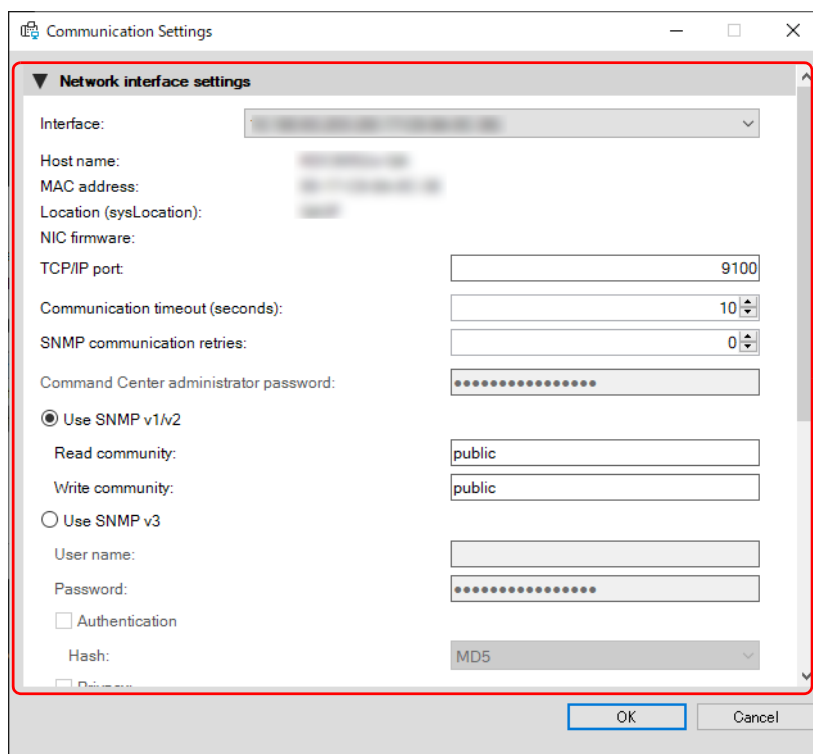 Communication Settings
Network interface settings
Interface:
Host name:
MAC address:
Location (sysLocation):
NIC firmware:
TCP/IP port: 9100
Communication timeout (seconds): 10
SNMP communication retries: 0
Command Center administrator password: ••••••••••••••••
Use SNMP v1/v2
Read community: public
Write community: public
Use SNMP v3
User name:
Password: ••••••••••••••••
Authentication
Hash: MD5
OK Cancel